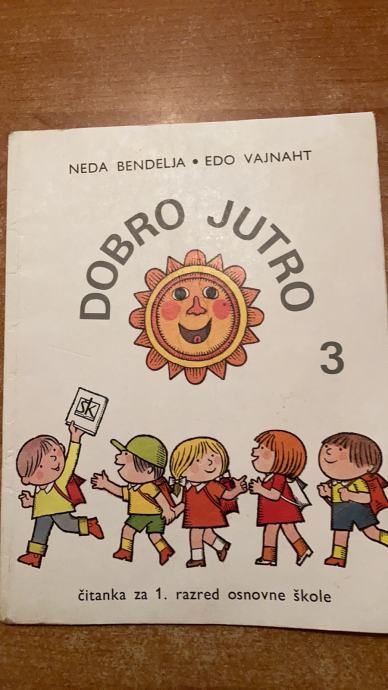 NEDA BENDELJA • EDO VAJNAHT
DOBRO JUTRO
3
ŠK
čitanka za 1. razred osnovne škole